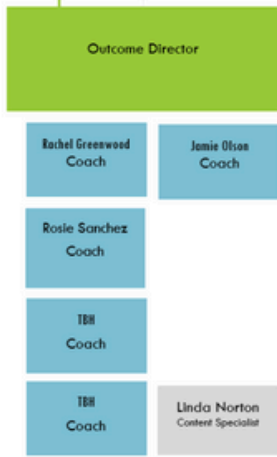 Outcome Director
Rachel Greenwood
Coach
Jamie Olson
Coach
Rosie Sanchez
Coach
TBH
Coach
TBH
Coach
Linda Norton
Content Specialist